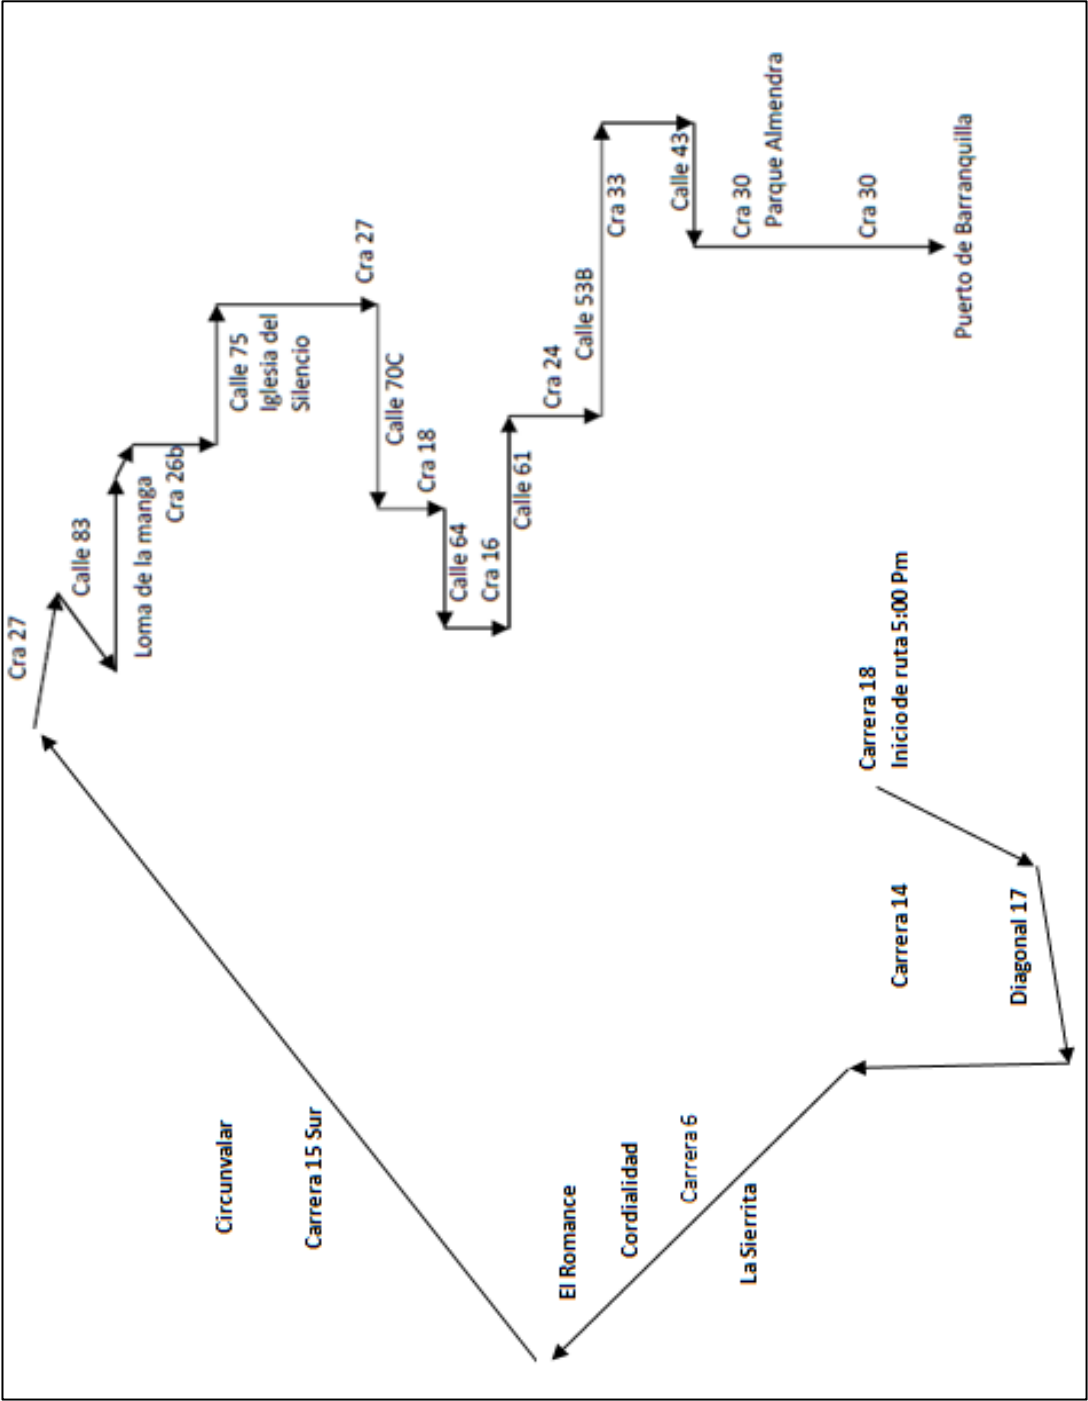 Cra 27
Calle 83
Loma de la manga
Cra 26b
Calle 75
Iglesia del
Silencio
Cra 27
Calle 70C
Cra 18
Calle 64
Cra 16
Calle 61
Cra 24
Calle 53B
Cra 33
Calle 43
Cra 30
Parque Almendra
Cra 30
Puerto de Barranquilla
Circunvalar
Carrera 15 Sur
El Romance
Cordialidad
Carrera 6
La Sierrita
Carrera 14
Diagonal 17
Carrera 18
Inicio de ruta 5:00 Pm